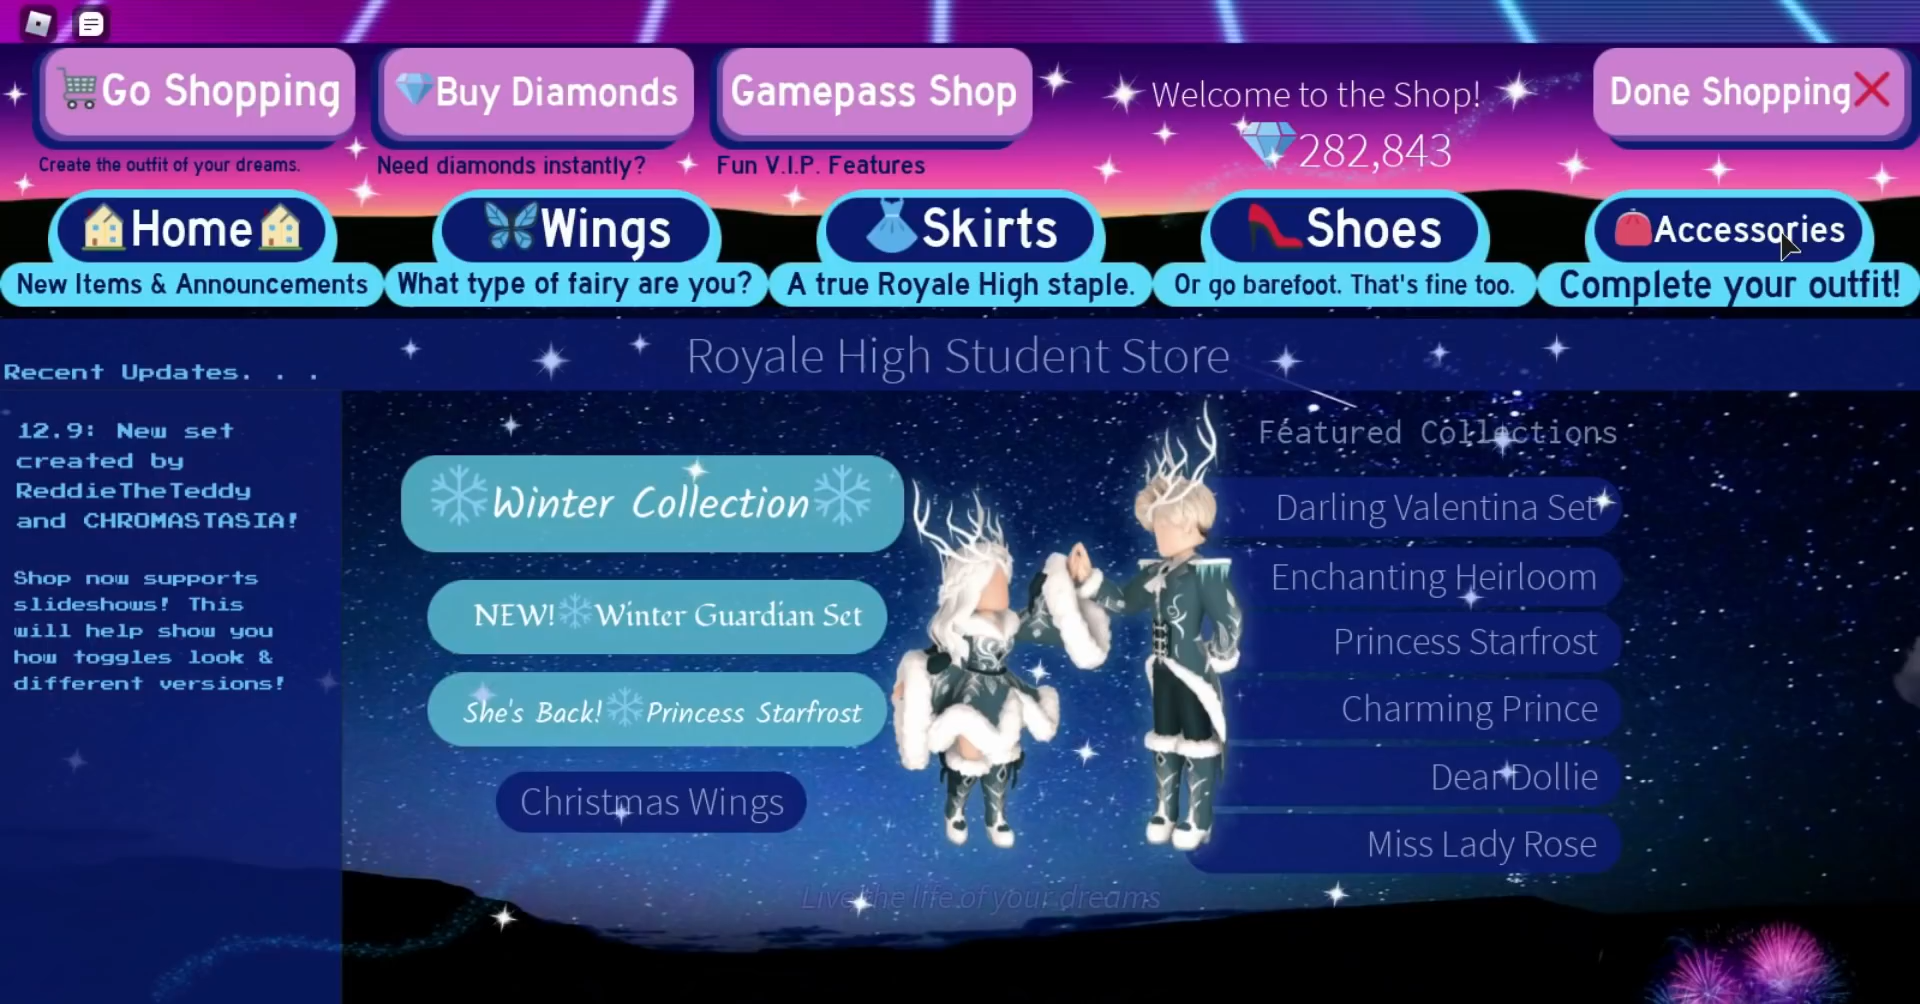 Go Shopping
Buy Diamonds
Gamepass Shop
Welcome to the Shop!
282,843
Done Shopping
Create the outfit of your dreams.
Need diamonds instantly?
Fun V.I.P. Features
Home
Wings
Skirts
Shoes
Accessories
New Items & Announcements
What type of fairy are you?
A true Royale High staple.
Or go barefoot. That's fine too.
Complete your outfit!
Royale High Student Store
Recent Updates. . .
12.9: New set
created by
ReddieTheTeddy
and CHROMASTASIA!
Shop now supports
slideshows! This
will help show you
how toggles look &
different versions!
Winter Collection
NEW! Winter Guardian Set
She's Back! Princess Starfrost
Christmas Wings
Featured Collections
Darling Valentina Set
Enchanting Heirloom
Princess Starfrost
Charming Prince
Dear Dollie
Miss Lady Rose
Live the life of your dreams